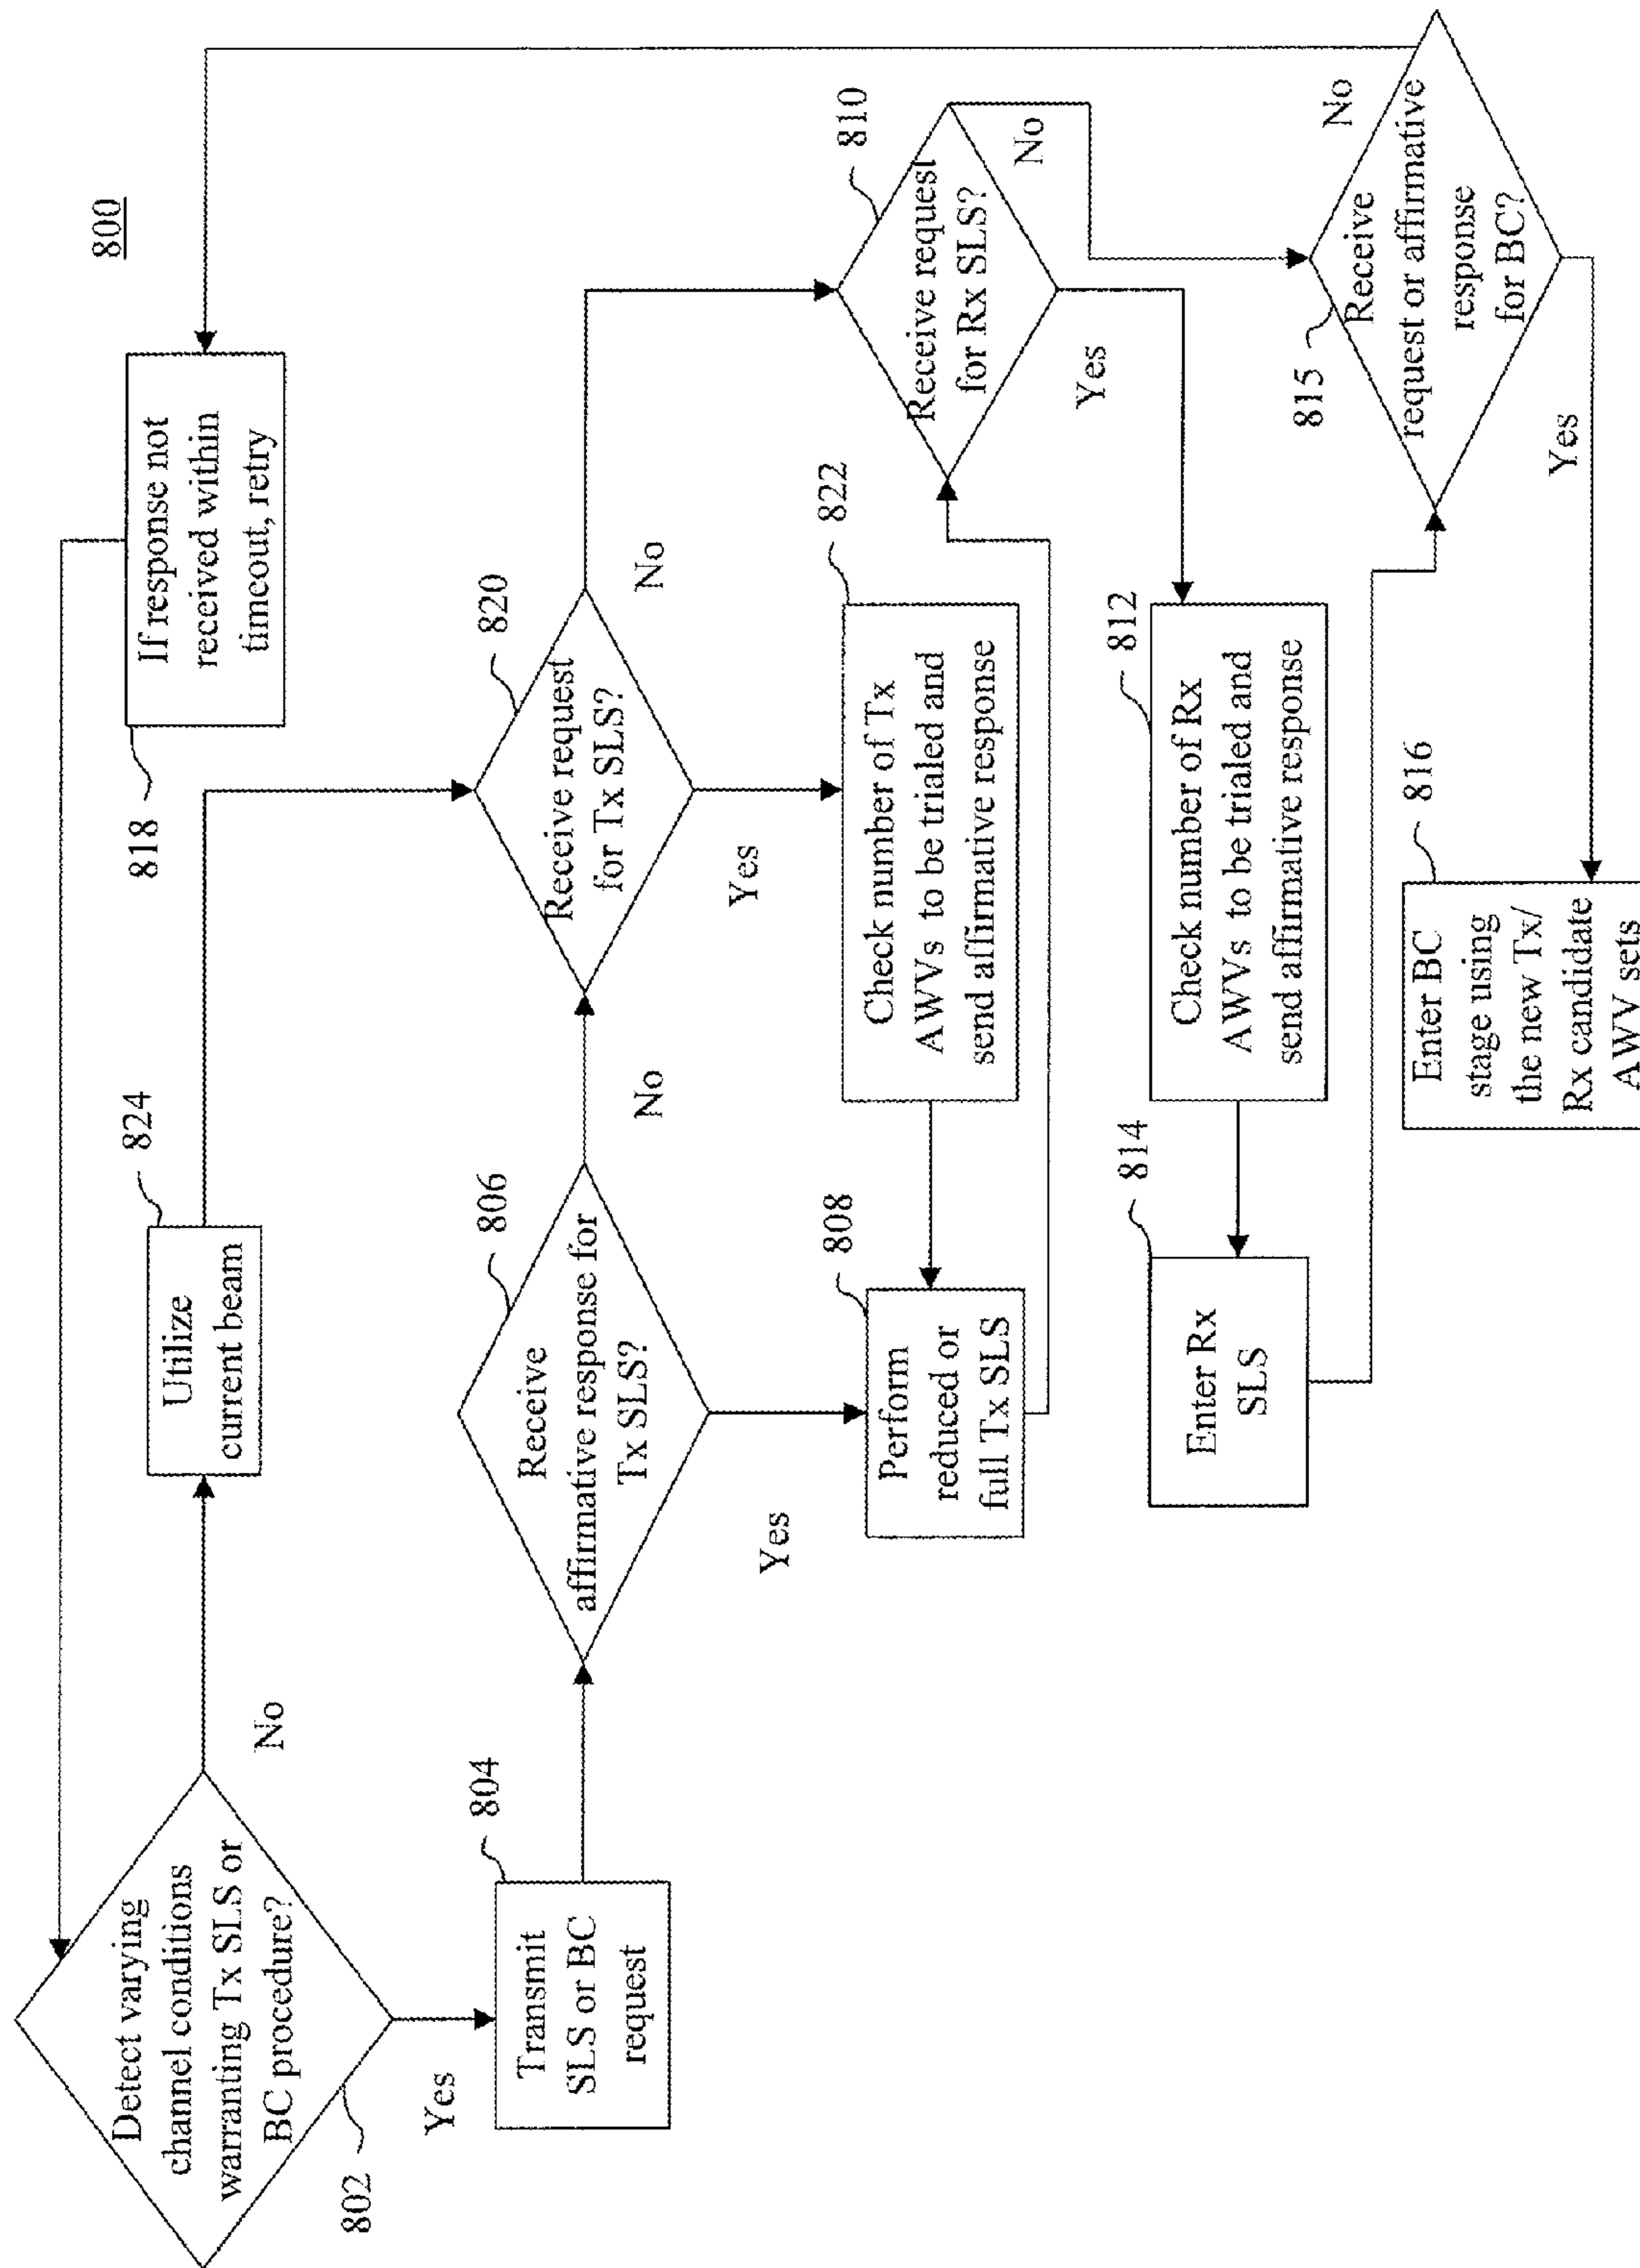 800
Detect varying
channel conditions
warranting Tx SLS or
BC procedure?
802
No
Yes
Utilize
current beam
824
If response not
received within
timeout, retry
818
Transmit
SLS or BC
request
804
Receive
affirmative response for
Tx SLS?
806
No
Yes
Receive request
for Tx SLS?
820
No
Yes
Perform
reduced or
full Tx SLS
808
Check number of Tx
AWVs to be trialed and
send affirmative response
822
Receive request
for Rx SLS?
810
No
Yes
Enter Rx
SLS
814
Check number of Rx
AWVs to be trialed and
send affirmative response
812
Receive
request or affirmative
response
for BC?
815
No
Yes
Enter BC
stage using
the new Tx/
Rx candidate
AWV sets
816